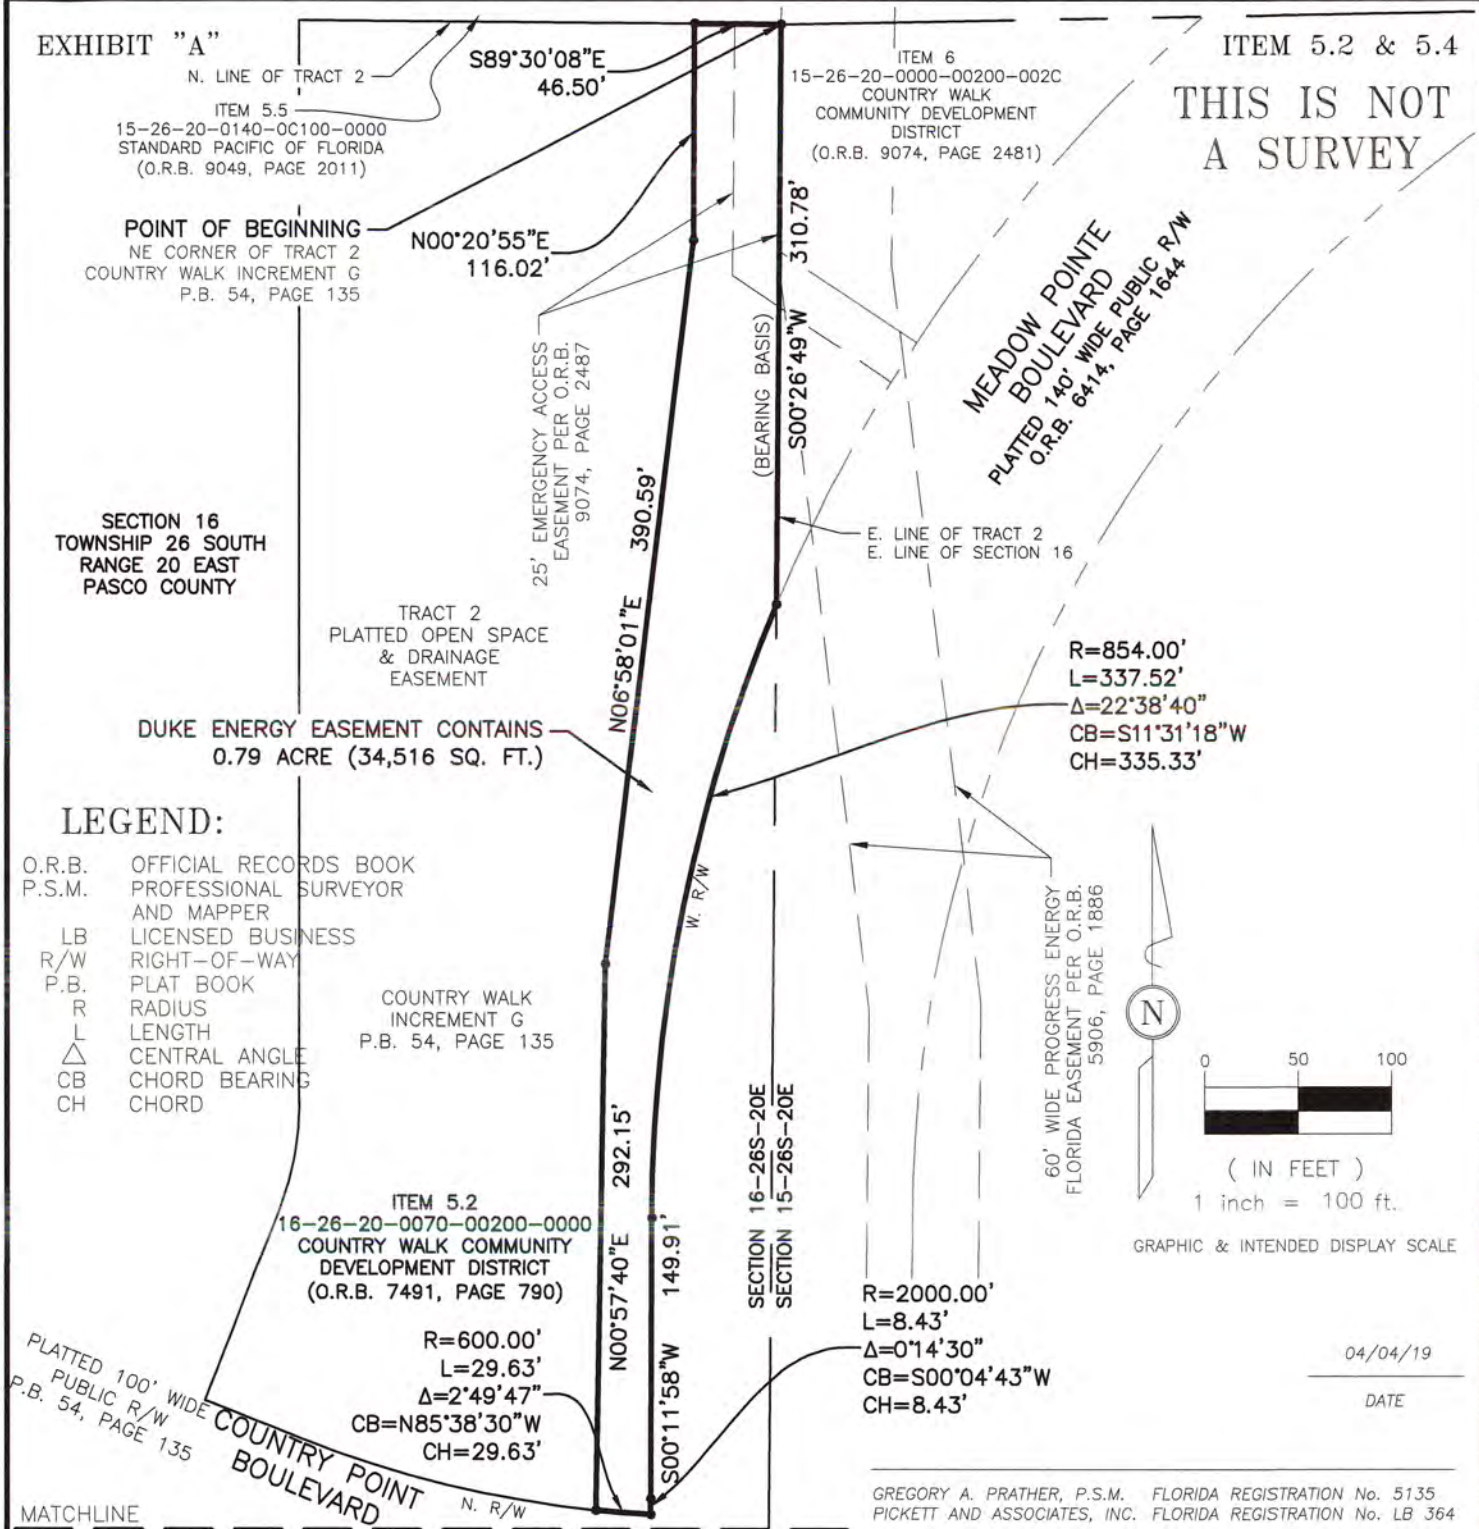 EXHIBIT "A"
N. LINE OF TRACT 2
ITEM 5.5
15-26-20-0140-0C100-0000
STANDARD PACIFIC OF FLORIDA
(O.R.B. 9049, PAGE 2011)
S89°30'08"E
46.50'
ITEM 6
15-26-20-0000-00200-002C
COUNTRY WALK
COMMUNITY DEVELOPMENT
DISTRICT
(O.R.B. 9074, PAGE 2481)
ITEM 5.2 & 5.4
THIS IS NOT
A SURVEY
POINT OF BEGINNING
NE CORNER OF TRACT 2
COUNTRY WALK INCREMENT G
P.B. 54, PAGE 135
N00°20'55"E
116.02'
310.78'
S00°26'49"W
(BEARING BASIS)
MEADOW POINTE
BOULEVARD
PLATTED 140' WIDE PUBLIC R/W
O.R.B. 6414, PAGE 1644
25' EMERGENCY ACCESS
EASEMENT PER O.R.B.
9074, PAGE 2487
390.59'
N06°58'01"E
SECTION 16
TOWNSHIP 26 SOUTH
RANGE 20 EAST
PASCO COUNTY
E. LINE OF TRACT 2
E. LINE OF SECTION 16
TRACT 2
PLATTED OPEN SPACE
& DRAINAGE
EASEMENT
R=854.00'
L=337.52'
Δ=22°38'40"
CB=S11°31'18"W
CH=335.33'
DUKE ENERGY EASEMENT CONTAINS
0.79 ACRE (34,516 SQ. FT.)
LEGEND:
O.R.B. OFFICIAL RECORDS BOOK
P.S.M. PROFESSIONAL SURVEYOR
AND MAPPER
LB LICENSED BUSINESS
R/W RIGHT-OF-WAY
P.B. PLAT BOOK
R RADIUS
L LENGTH
△ CENTRAL ANGLE
CB CHORD BEARING
CH CHORD
W. R/W
COUNTRY WALK
INCREMENT G
P.B. 54, PAGE 135
60' WIDE PROGRESS ENERGY
FLORIDA EASEMENT PER O.R.B.
5906, PAGE 1886
N
0 50 100
( IN FEET )
1 inch = 100 ft.
GRAPHIC & INTENDED DISPLAY SCALE
292.15'
N00°57'40"E
149.91'
S00°11'58"W
SECTION 16-26S-20E
SECTION 15-26S-20E
ITEM 5.2
16-26-20-0070-00200-0000
COUNTRY WALK COMMUNITY
DEVELOPMENT DISTRICT
(O.R.B. 7491, PAGE 790)
R=600.00'
L=29.63'
Δ=2°49'47"
CB=N85°38'30"W
CH=29.63'
R=2000.00'
L=8.43'
Δ=0°14'30"
CB=S00°04'43"W
CH=8.43'
PLATTED 100' WIDE
PUBLIC R/W
P.B. 54, PAGE 135
COUNTRY POINT
BOULEVARD
N. R/W
04/04/19
DATE
GREGORY A. PRATHER, P.S.M. FLORIDA REGISTRATION No. 5135
PICKETT AND ASSOCIATES, INC. FLORIDA REGISTRATION No. LB 364
MATCHLINE